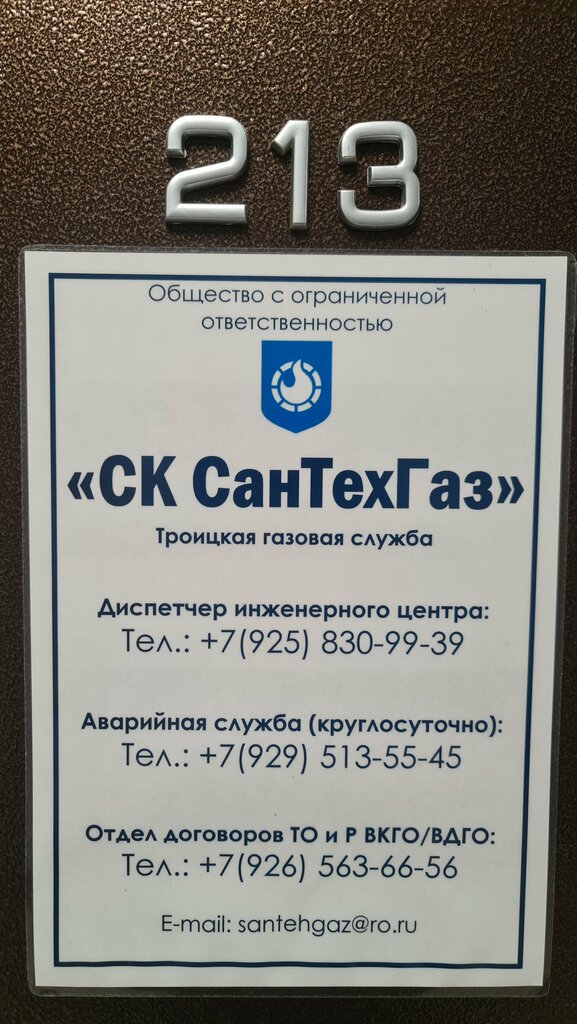 213
Общество с ограниченной
ответственностью
«СК СанТехГаз»
Троицкая газовая служба
Диспетчер инженерного центра:
Тел.: +7(925) 830-99-39
Аварийная служба (круглосуточно):
Тел.: +7(929) 513-55-45
Отдел договоров ТО и Р ВКГО/ВДГО:
Тел.: +7(926) 563-66-56
E-mail: santehgaz@ro.ru